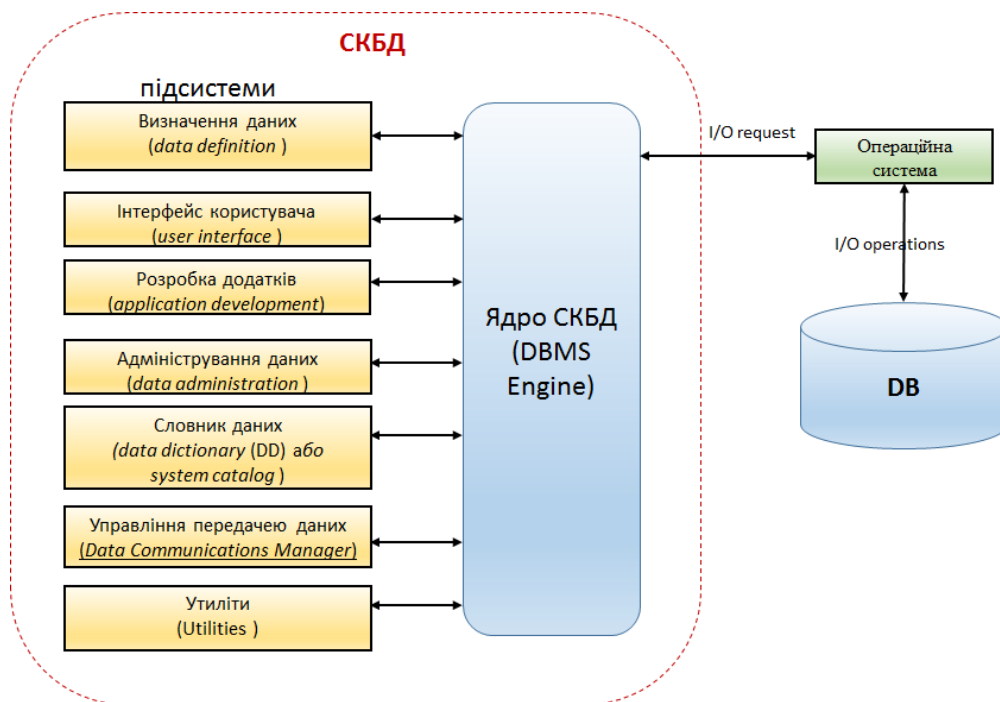 СКБД
підсистеми
Визначення даних
(data definition )
Інтерфейс користувача
(user interface )
Розробка додатків
(application development)
Адміністрування даних
(data administration )
Словник даних
(data dictionary (DD) або
system catalog )
Управління передачею даних
(Data Communications Manager)
Утиліти
(Utilities )
Ядро СКБД
(DBMS
Engine)
I/O request
Операційна
система
I/O operations
DB